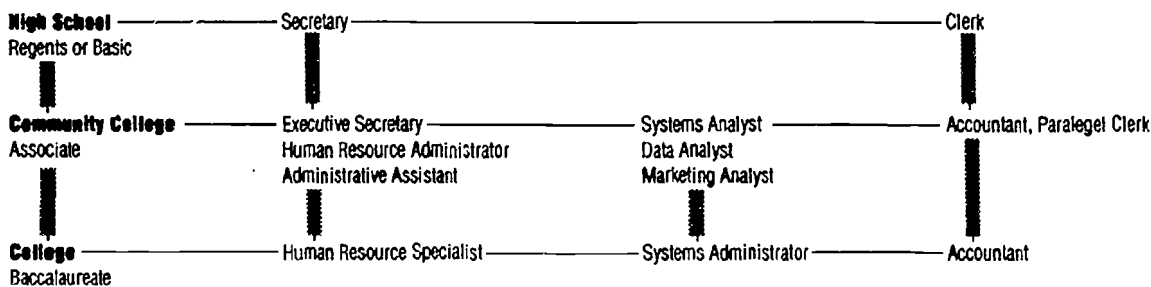 High School Secretary Clerk
Regents or Basic
Community College Executive Secretary Systems Analyst Accountant, Paralegel Clerk
Associate Human Resource Administrator Data Analyst
Administrative Assistant Marketing Analyst
College Human Resource Specialist Systems Administrator Accountant
Baccalaureate